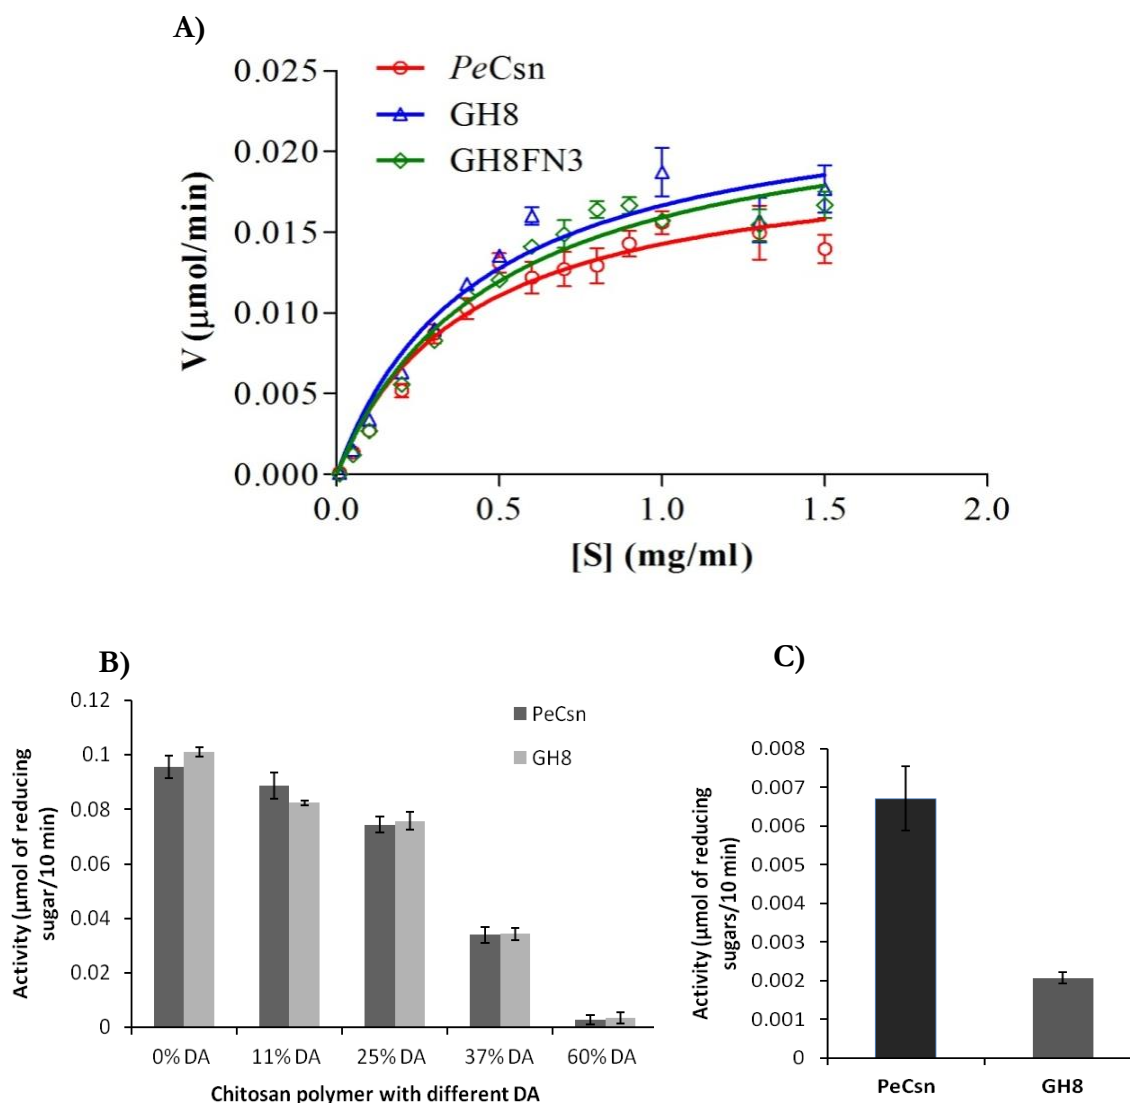 A)
PeCsn
GH8
GH8FN3
0.025
0.020
0.015
0.010
0.005
0.000
V (μmol/min)
0.0 0.5 1.0 1.5 2.0
[S] (mg/ml)
B)
0.12
0.1
0.08
0.06
0.04
0.02
0
Activity (μmol of reducing
sugar/10 min)
PeCsn
GH8
0% DA 11% DA 25% DA 37% DA 60% DA
Chitosan polymer with different DA
C)
0.008
0.007
0.006
0.005
0.004
0.003
0.002
0.001
0
Activity (μmol of reducing
sugars/10 min)
PeCsn GH8